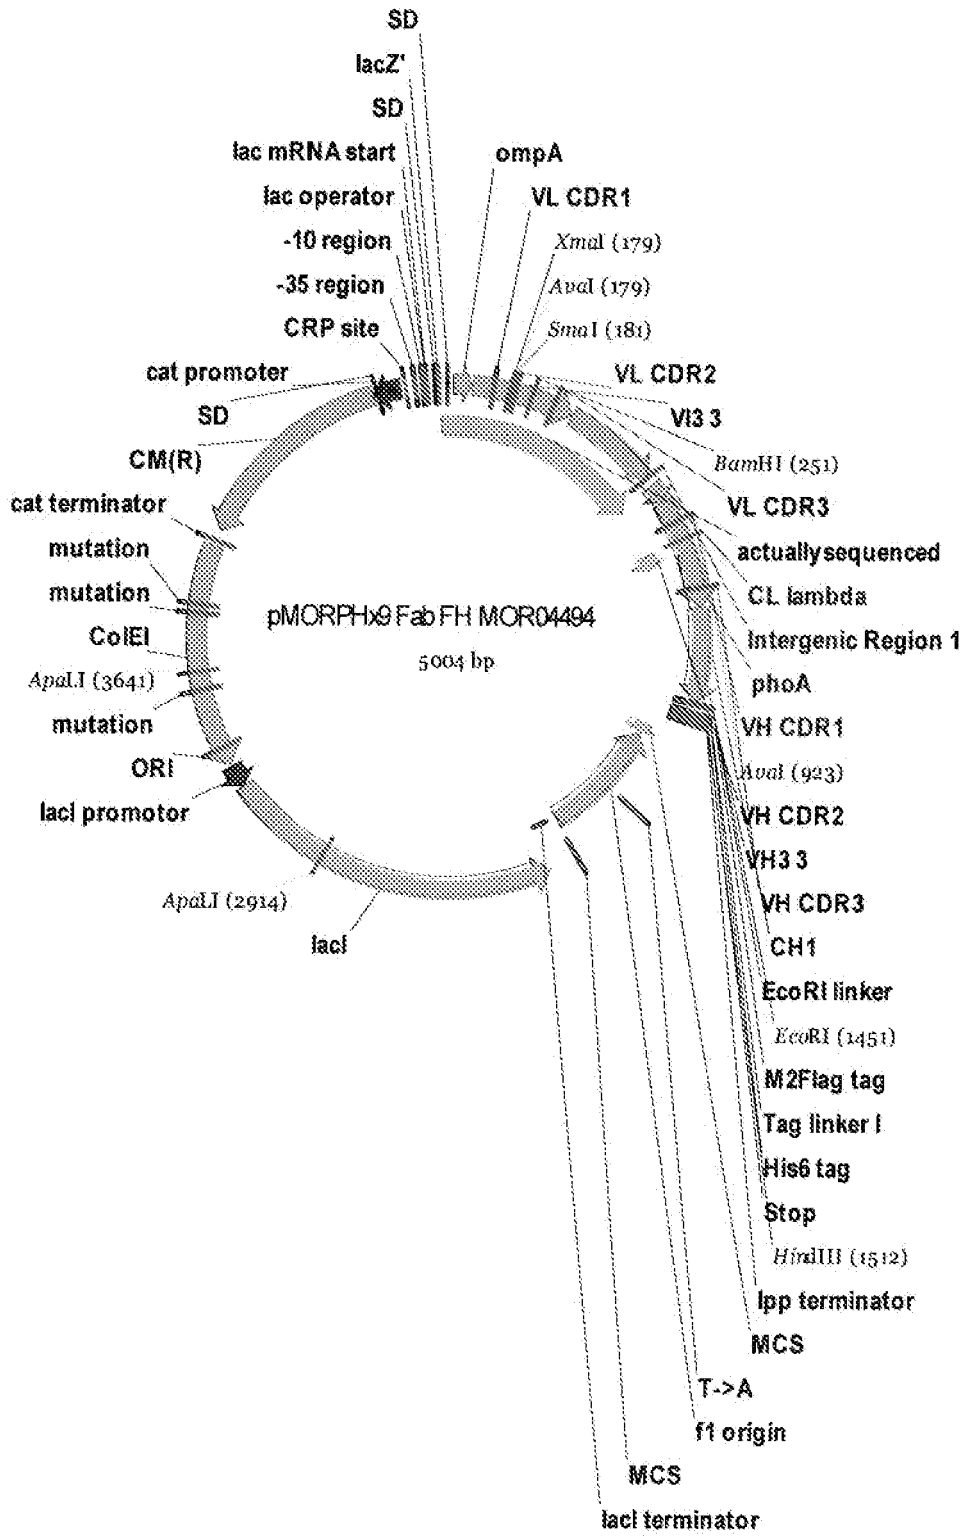 SD
lacZ'
SD
lac mRNA start
lac operator
-10 region
-35 region
CRP site
cat promoter
SD
CM(R)
cat terminator
mutation
mutation
ColEI
ApaLI (3641)
mutation
ORI
lacI promotor
ApaLI (2914)
lacI
pMORPHx9 Fab FH MOR04494
5004 bp
ompA
VL CDR1
XmaI (179)
AvaI (179)
SmaI (181)
VL CDR2
Vl3 3
BamHI (251)
VL CDR3
actually sequenced
CL lambda
Intergenic Region 1
phoA
VH CDR1
AvaI (923)
VH CDR2
VH3 3
VH CDR3
CH1
EcoRI linker
EcoRI (1451)
M2Flag tag
Tag linker I
His6 tag
Stop
HindIII (1512)
lpp terminator
MCS
T->A
f1 origin
MCS
lacI terminator